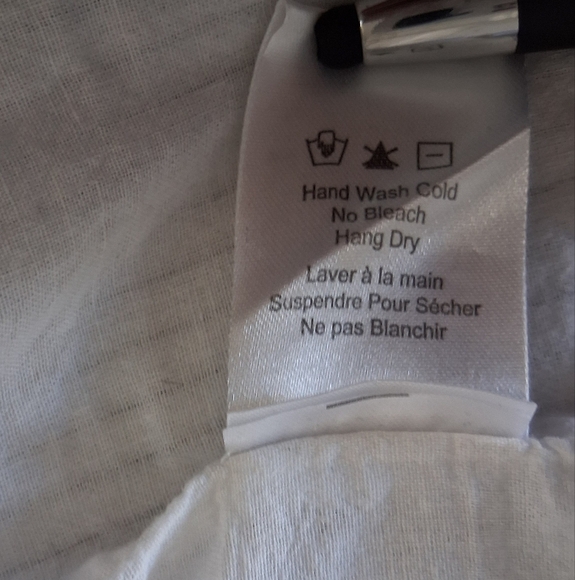 Hand Wash Cold
No Bleach
Hang Dry
Laver à la main
Suspendre Pour Sécher
Ne pas Blanchir